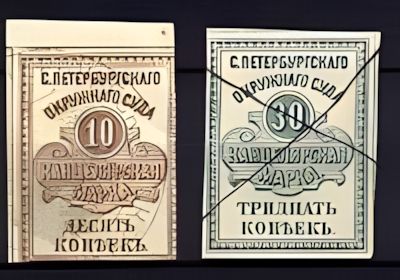 С.ПЕТЕРБУРГСКАГО
ОКРУЖНАГО СУДА
10
КАНЦЕЛЯРСКАЯ
МАРКА
ДЕСЯТЬ
КОПѢЕКЪ.
С.ПЕТЕРБУРГСКАГО
ОКРУЖНАГО СУДА
30
КАНЦЕЛЯРСКАЯ
МАРКА
ТРИДЦАТЬ
КОПѢЕКЪ.